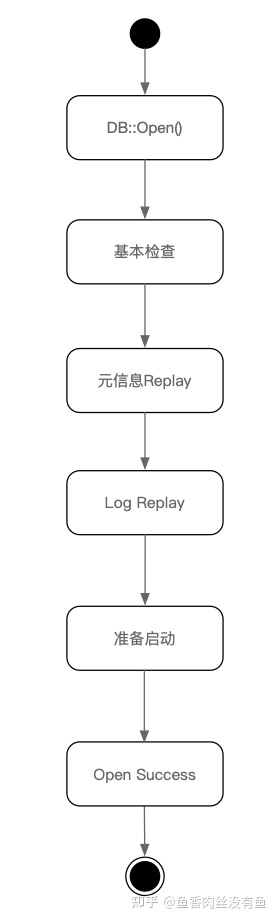 DB::Open()
基本检查
元信息Replay
Log Replay
准备启动
Open Success
知乎 @鱼香肉丝没有鱼